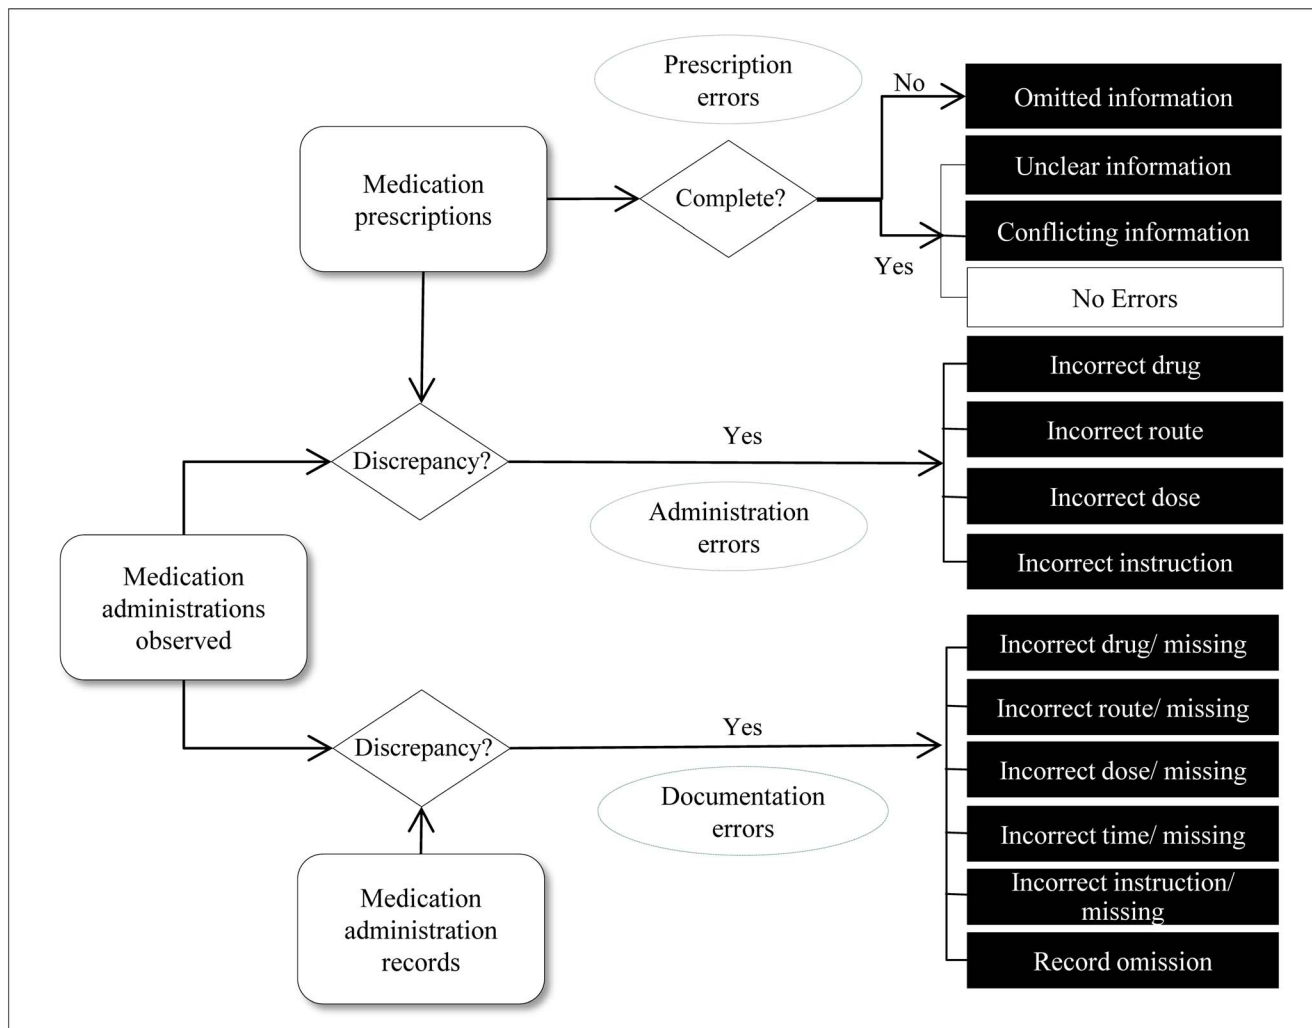 Prescription
errors
No
Omitted information
Medication
prescriptions
Complete?
Unclear information
Conflicting information
Yes
No Errors
Incorrect drug
Discrepancy?
Yes
Incorrect route
Administration
errors
Incorrect dose
Incorrect instruction
Medication
administrations
observed
Incorrect drug/ missing
Discrepancy?
Yes
Incorrect route/ missing
Documentation
errors
Incorrect dose/ missing
Incorrect time/ missing
Medication
administration
records
Incorrect instruction/
missing
Record omission